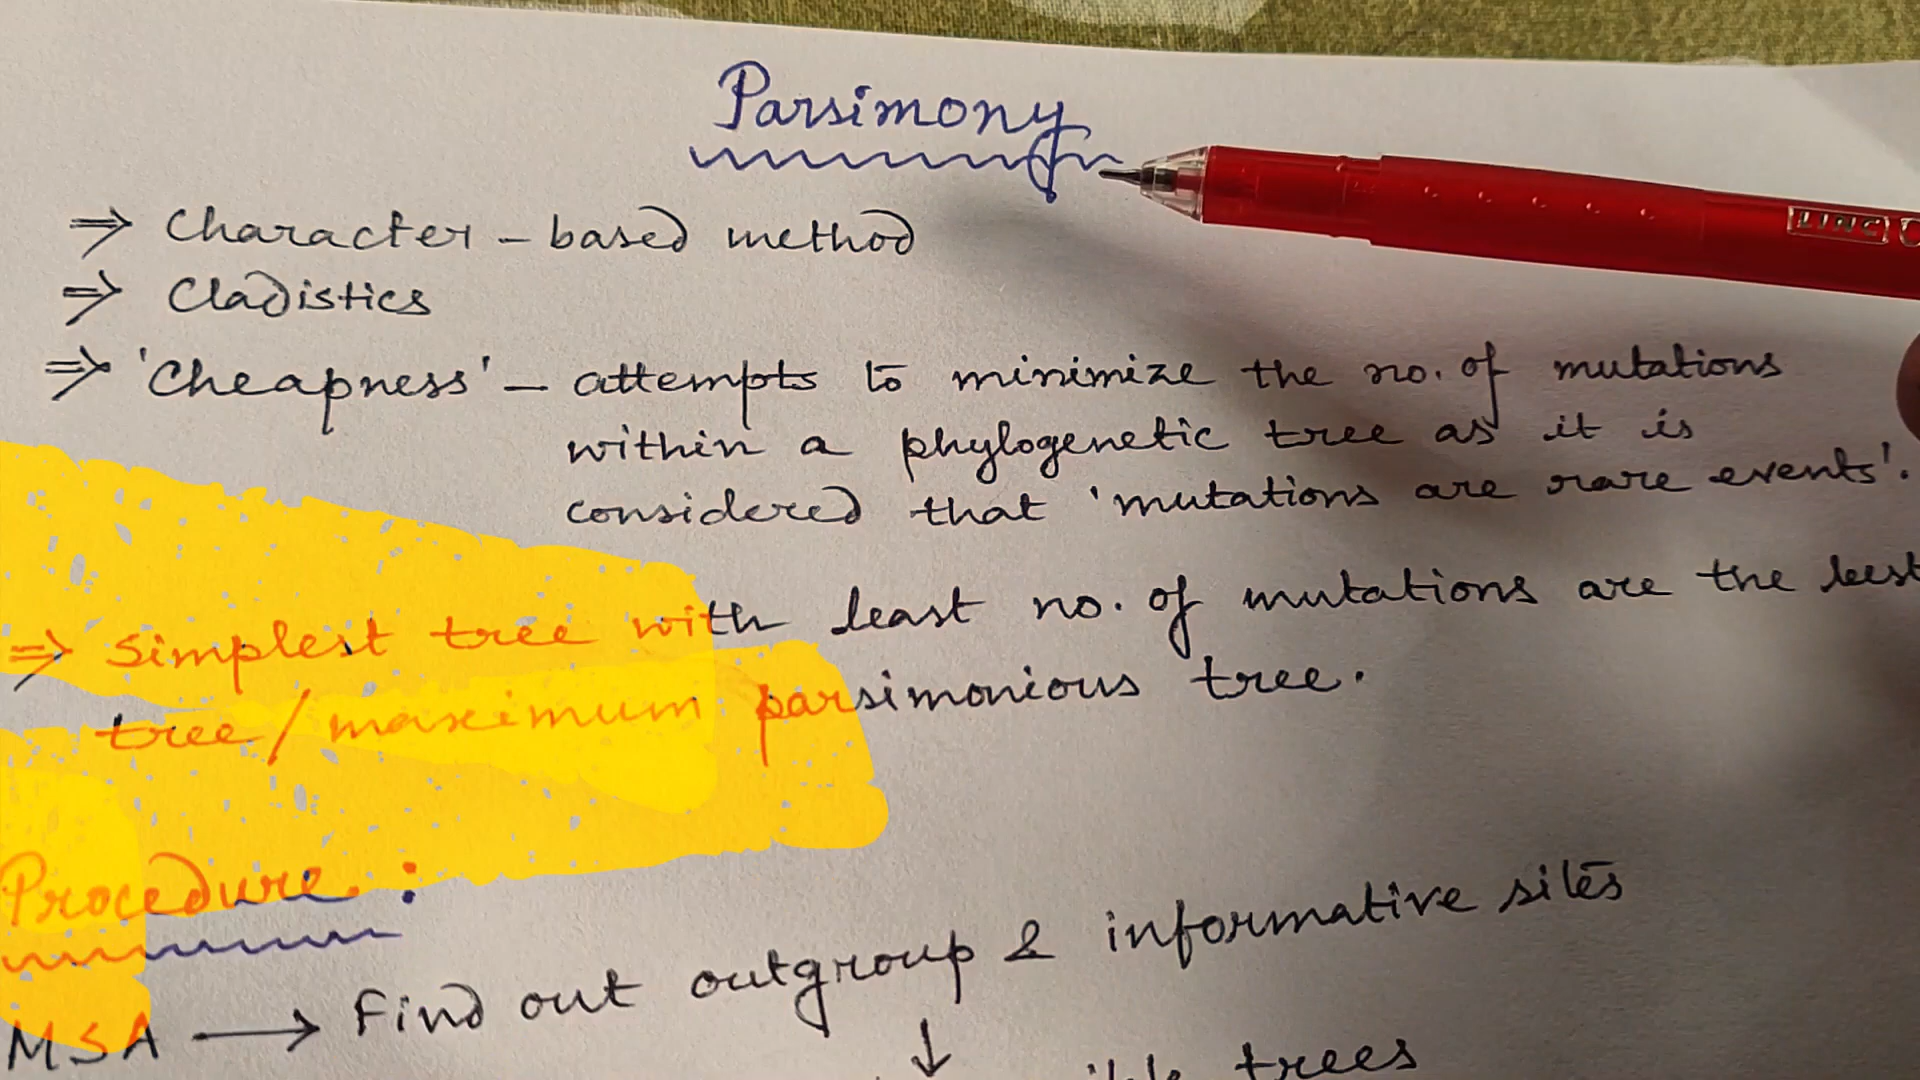 Parsimony
⇒ Character-based method
⇒ Cladistics
⇒ 'Cheapness' - attempts to minimize the no. of mutations
within a phylogenetic tree as it is
considered that 'mutations are rare events'.
⇒ Simplest tree with least no. of mutations are the best
tree/maximum parsimonious tree.
Procedure :
MSA → Find out outgroup & informative sites
↓
trees
LINC